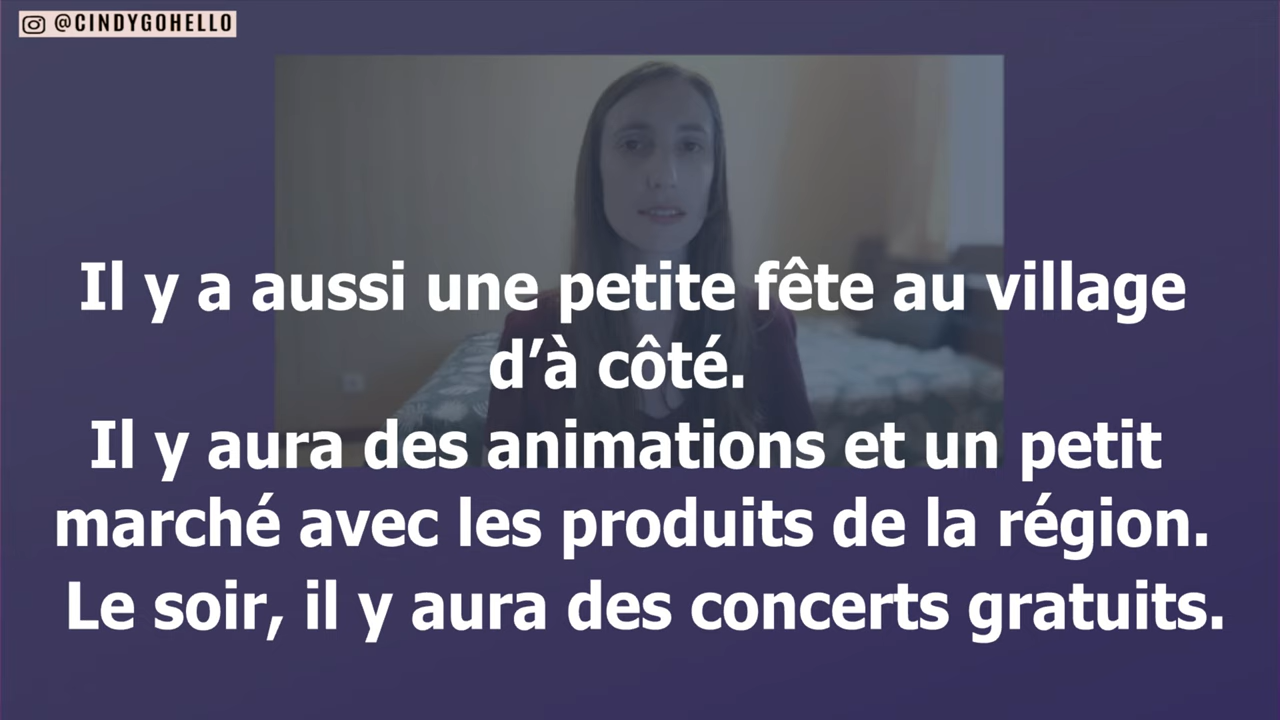 @CINDYGOHELLO
Il y a aussi une petite fête au village
d’à côté.
Il y aura des animations et un petit
marché avec les produits de la région.
Le soir, il y aura des concerts gratuits.